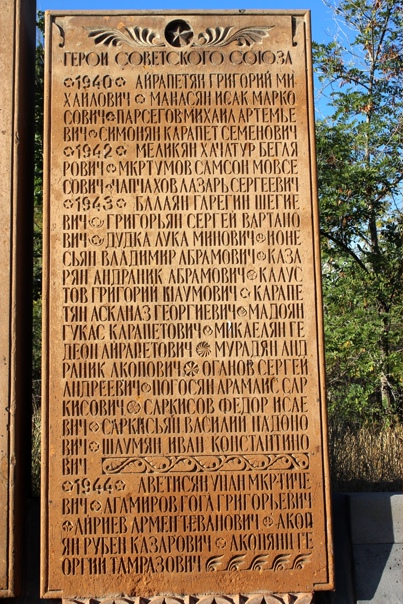 ГЕРОИ СОВЕТСКОГО СОЮЗА
1940 АЙРАПЕТЯН ГРИГОРИЙ МИ
ХАЙЛОВИЧ МАНАСЯН ИСАК МАРКО
СОВИЧ ПАРСЕГОВ МИХАИЛ АРТЕМЬЕ
ВИЧ СИМОНЯН КАРАПЕТ СЕМЕНОВИЧ
1942 МЕЛИКЯН ХАЧАТУР БЕГЛЯ
РОВИЧ МКРТУМОВ САМСОН МОВСЕ
СОВИЧ ЧАПЧАХОВ ЛАЗАРЬ СЕРГЕЕВИЧ
1943 БАЛАЯН ГАРЕГИН ШЕГИЕ
ВИЧ ГРИГОРЬЯН СЕРГЕЙ ВАРТАНО
ВИЧ ДУДКА ЛУКА МИНОВИЧ ИОНЕ
СЬЯН ВЛАДИМИР АБРАМОВИЧ КАЗА
РЯН АНДРАНИК АБРАМОВИЧ КАПУС
ТОВ ГРИГОРИЙ НАУМОВИЧ КАРАПЕ
ТЯН АСКАНАЗ ГЕОРГИЕВИЧ МАДОЯН
ГУКАС КАРАПЕТОВИЧ МИКАЕЛЯН ГЕ
ДЕОН АЙРАПЕТОВИЧ МУРАДЯН АНД
РАНИК АКОПОВИЧ ОГАНОВ СЕРГЕЙ
АНДРЕЕВИЧ ПОГОСЯН АРАМАИС САР
КИСОВИЧ САРКИСОВ ФЕДОР ИСАЕ
ВИЧ САРКИСЬЯН ВАСИЛИЙ ПАДОНО
ВИЧ ШАУМЯН ИВАН КОНСТАНТИНО
ВИЧ
1944 АВЕТИСЯН УНАН МКРТИЧЕ
ВИЧ АГАМИРОВ ГОГА ГРИГОРЬЕВИЧ
АЙРИЕВ АРМЕН ТЕВАНОВИЧ АКОП
ЯН РУБЕН КАЗАРОВИЧ АКОПЯНЦ ГЕ
ОРГИЙ ТАМРАЗОВИЧ